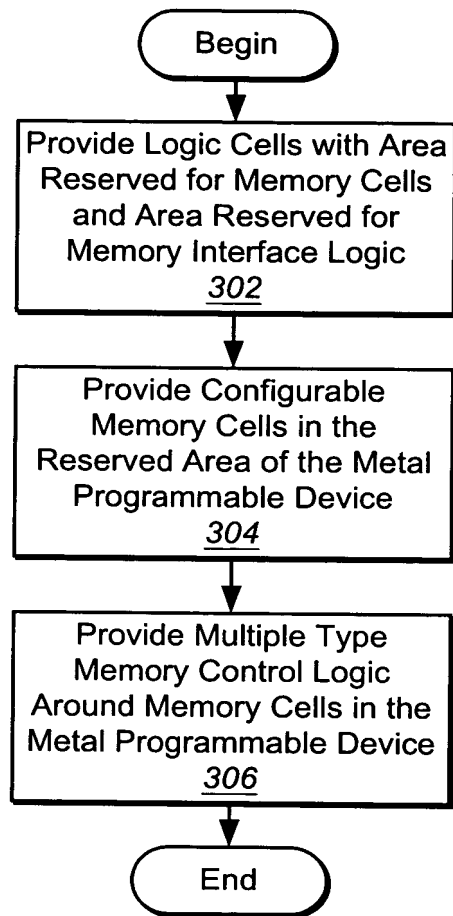 Begin
Provide Logic Cells with Area
Reserved for Memory Cells
and Area Reserved for
Memory Interface Logic
302
Provide Configurable
Memory Cells in the
Reserved Area of the Metal
Programmable Device
304
Provide Multiple Type
Memory Control Logic
Around Memory Cells in the
Metal Programmable Device
306
End